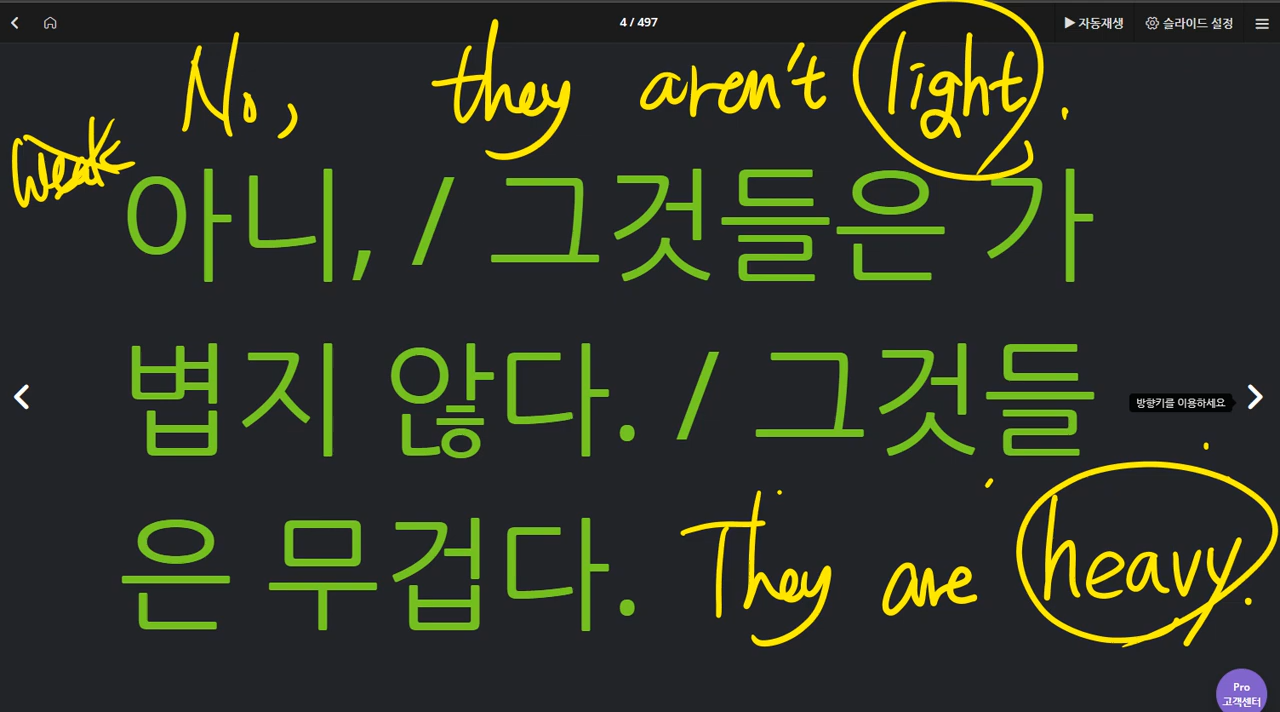 4 / 497
자동재생
슬라이드 설정
No, they aren't light.
weak
아니, / 그것들은 가
볍지 않다. / 그것들
방향키를 이용하세요
은 무겁다.
They are heavy.
Pro
고객센터